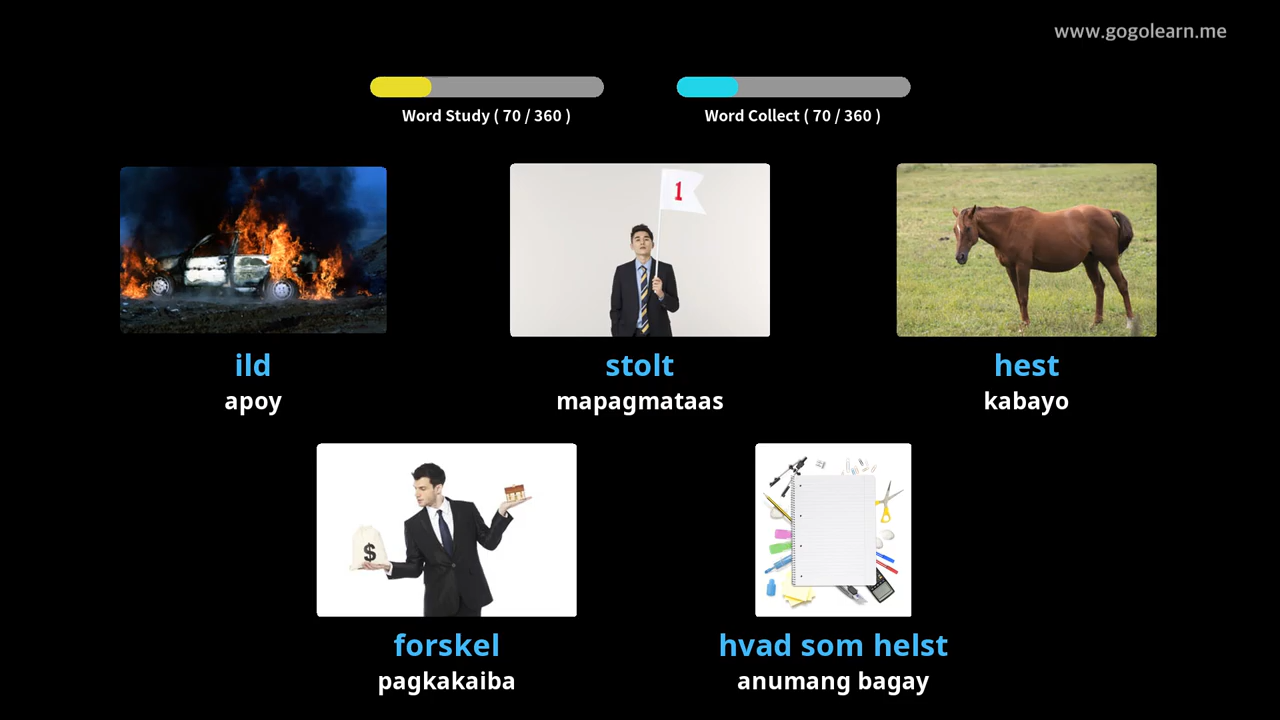 www.gogolearn.me
Word Study ( 70 / 360 )
Word Collect ( 70 / 360 )
1
ild
apoy
stolt
mapagmataas
hest
kabayo
$
forskel
pagkakaiba
hvad som helst
anumang bagay